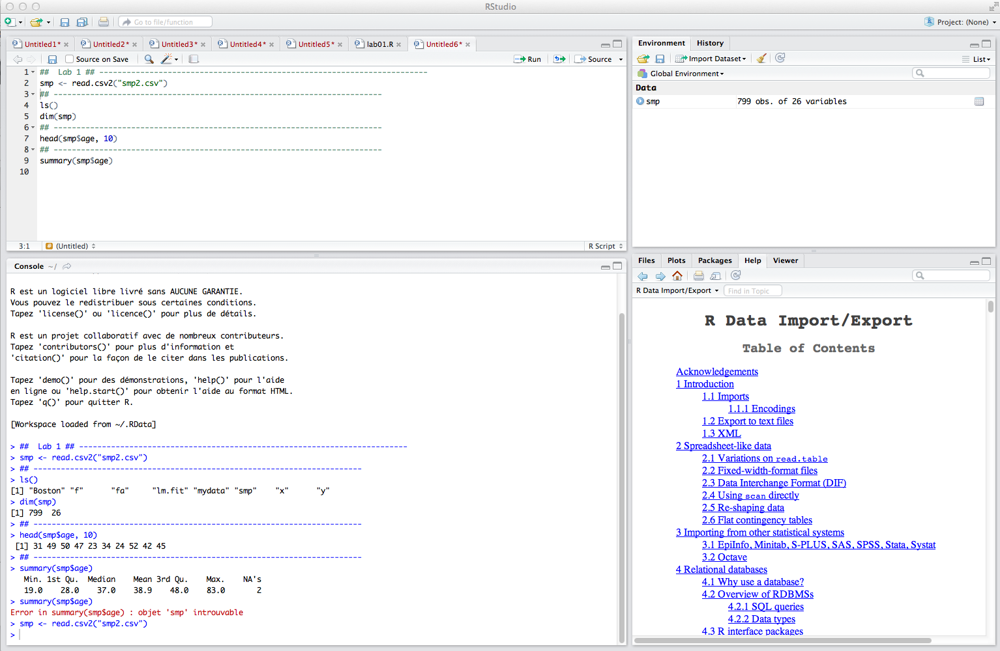 RStudio
Go to file/function
Project: (None)
Untitled1* Untitled2* Untitled3* Untitled4* Untitled5* lab01.R Untitled6*
Source on Save Run Source
1 ##  Lab 1 ## ------------------------------------------------------------------------
2 smp <- read.csv2("smp2.csv")
3 ## ------------------------------------------------------------------------
4 ls()
5 dim(smp)
6 ## ------------------------------------------------------------------------
7 head(smp$age, 10)
8 ## ------------------------------------------------------------------------
9 summary(smp$age)
10
3:1 (Untitled) R Script
Console ~/
R est un logiciel libre livré sans AUCUNE GARANTIE.
Vous pouvez le redistribuer sous certaines conditions.
Tapez 'license()' ou 'licence()' pour plus de détails.
R est un projet collaboratif avec de nombreux contributeurs.
Tapez 'contributors()' pour plus d'information et
'citation()' pour la façon de le citer dans les publications.
Tapez 'demo()' pour des démonstrations, 'help()' pour l'aide
en ligne ou 'help.start()' pour obtenir l'aide au format HTML.
Tapez 'q()' pour quitter R.
[Workspace loaded from ~/.RData]
> ##  Lab 1 ## ------------------------------------------------------------------------
> smp <- read.csv2("smp2.csv")
> ## ------------------------------------------------------------------------
> ls()
[1] "Boston" "f"      "fa"     "lm.fit" "mydata" "smp"    "x"      "y"
> dim(smp)
[1] 799  26
> ## ------------------------------------------------------------------------
> head(smp$age, 10)
 [1] 31 49 50 47 23 34 24 52 42 45
> ## ------------------------------------------------------------------------
> summary(smp$age)
   Min. 1st Qu.  Median    Mean 3rd Qu.    Max.    NA's
   19.0    28.0    37.0    38.9    48.0    83.0       2
> summary(smp$age)
Error in summary(smp$age) : objet 'smp' introuvable
> smp <- read.csv2("smp2.csv")
>
Environment History
Import Dataset List
Global Environment
Data
smp 799 obs. of 26 variables
Files Plots Packages Help Viewer
R Data Import/Export Find in Topic
R Data Import/Export
Table of Contents
Acknowledgements
1 Introduction
1.1 Imports
1.1.1 Encodings
1.2 Export to text files
1.3 XML
2 Spreadsheet-like data
2.1 Variations on read.table
2.2 Fixed-width-format files
2.3 Data Interchange Format (DIF)
2.4 Using scan directly
2.5 Re-shaping data
2.6 Flat contingency tables
3 Importing from other statistical systems
3.1 EpiInfo, Minitab, S-PLUS, SAS, SPSS, Stata, Systat
3.2 Octave
4 Relational databases
4.1 Why use a database?
4.2 Overview of RDBMSs
4.2.1 SQL queries
4.2.2 Data types
4.3 R interface packages